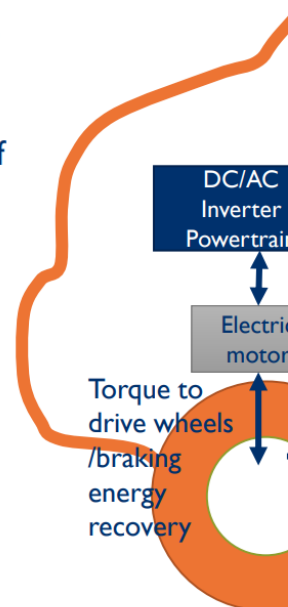 f
DC/AC
Inverter
Powertrain
Electric
motor
Torque to
drive wheels
/braking
energy
recovery